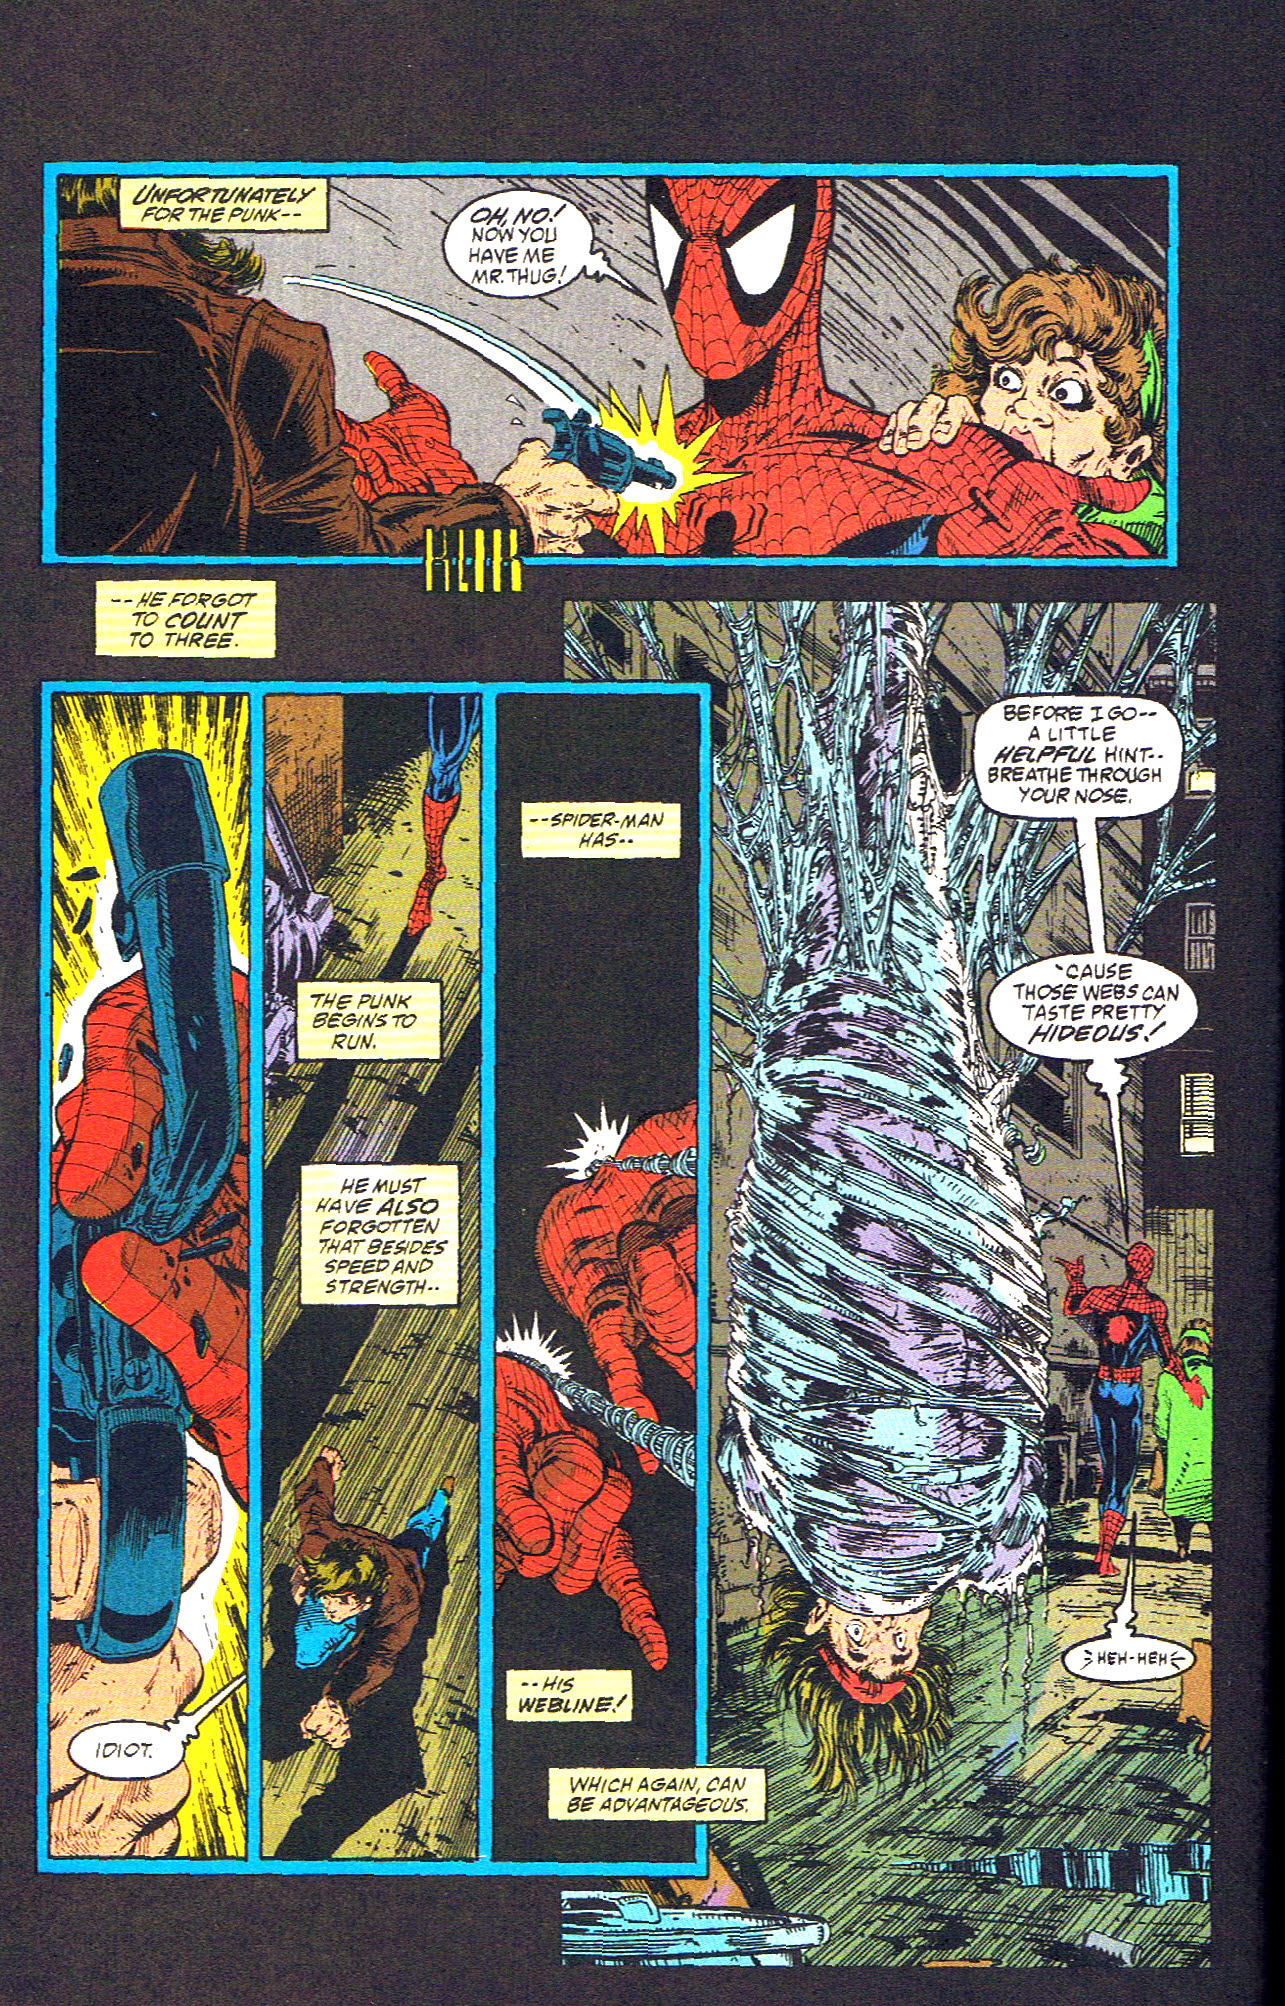 UNFORTUNATELY
FOR THE PUNK--
OH, NO!
NOW YOU
HAVE ME
MR. THUG!
KLIK
--HE FORGOT
TO COUNT
TO THREE.
IDIOT.
THE PUNK
BEGINS TO
RUN.
HE MUST
HAVE ALSO
FORGOTTEN
THAT BESIDES
SPEED AND
STRENGTH--
--SPIDER-MAN
HAS--
--HIS
WEBLINE!
WHICH AGAIN, CAN
BE ADVANTAGEOUS.
BEFORE I GO--
A LITTLE
HELPFUL HINT--
BREATHE THROUGH
YOUR NOSE.
'CAUSE
THOSE WEBS CAN
TASTE PRETTY
HIDEOUS!
HEH-HEH